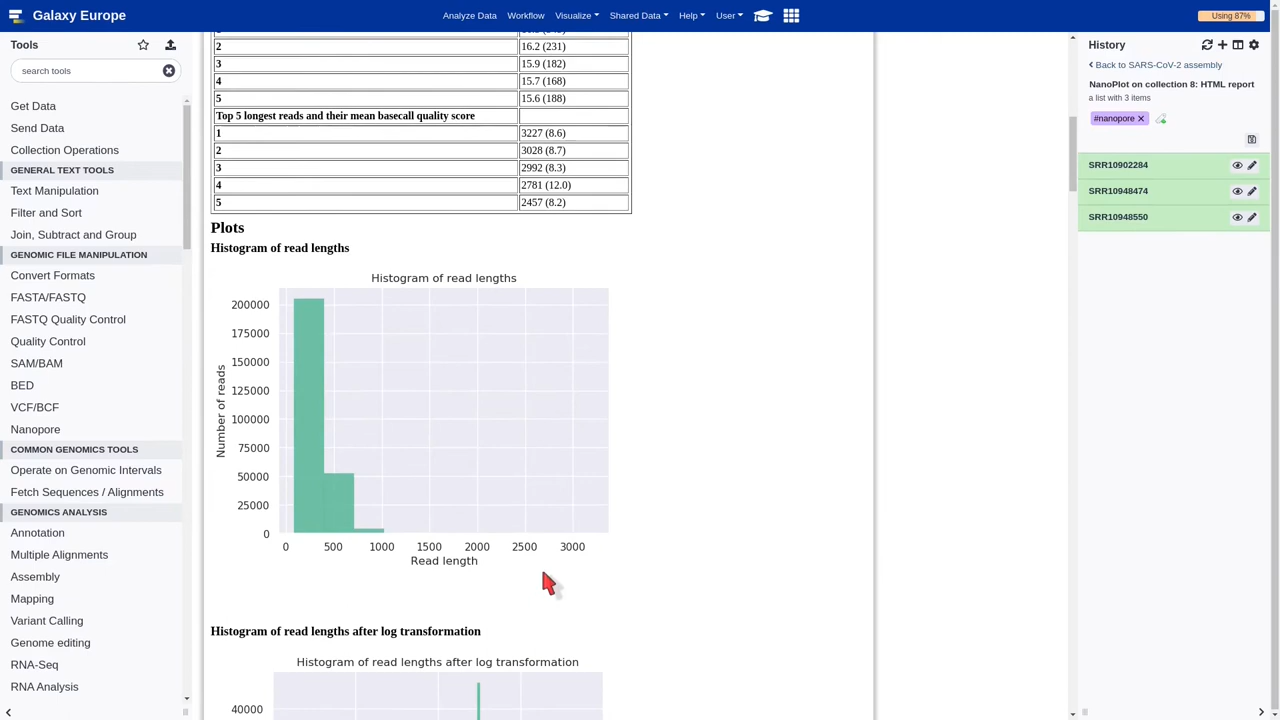 Galaxy Europe
Analyze Data Workflow Visualize Shared Data Help User
Using 87%
Tools
search tools
Get Data
Send Data
Collection Operations
GENERAL TEXT TOOLS
Text Manipulation
Filter and Sort
Join, Subtract and Group
GENOMIC FILE MANIPULATION
Convert Formats
FASTA/FASTQ
FASTQ Quality Control
Quality Control
SAM/BAM
BED
VCF/BCF
Nanopore
COMMON GENOMICS TOOLS
Operate on Genomic Intervals
Fetch Sequences / Alignments
GENOMICS ANALYSIS
Annotation
Multiple Alignments
Assembly
Mapping
Variant Calling
Genome editing
RNA-Seq
RNA Analysis
2 16.2 (231)
3 15.9 (182)
4 15.7 (168)
5 15.6 (188)
Top 5 longest reads and their mean basecall quality score
1 3227 (8.6)
2 3028 (8.7)
3 2992 (8.3)
4 2781 (12.0)
5 2457 (8.2)
Plots
Histogram of read lengths
Histogram of read lengths
200000
175000
150000
125000
100000
75000
50000
25000
0
Number of reads
0 500 1000 1500 2000 2500 3000
Read length
Histogram of read lengths after log transformation
Histogram of read lengths after log transformation
40000
History
Back to SARS-CoV-2 assembly
NanoPlot on collection 8: HTML report
a list with 3 items
#nanopore
SRR10902284
SRR10948474
SRR10948550